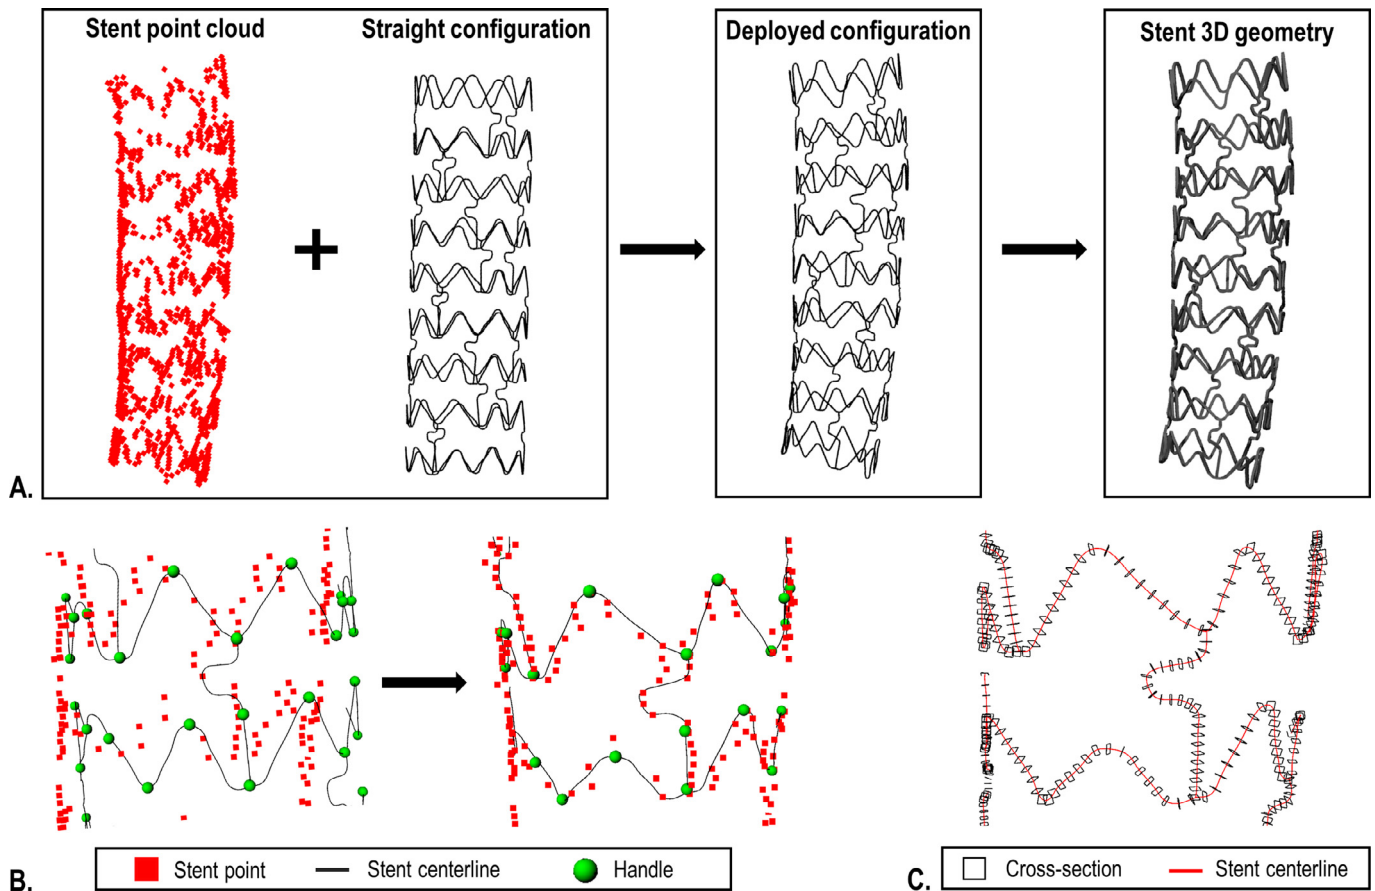 Stent point cloud
Straight configuration
Deployed configuration
Stent 3D geometry
A.
Stent point
Stent centerline
Handle
B.
Cross-section
Stent centerline
C.